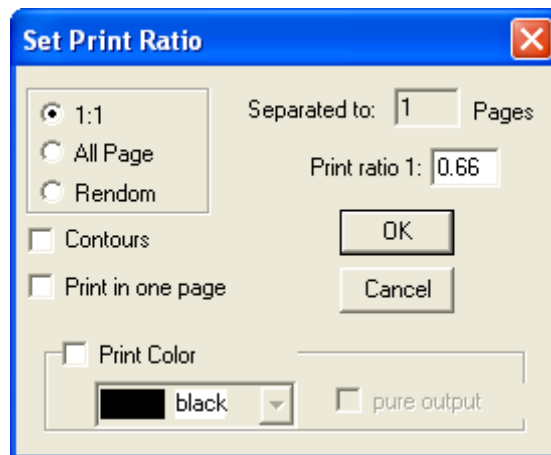 Set Print Ratio
1:1
All Page
Rendom
Separated to: 1 Pages
Print ratio 1: 0.66
Contours
Print in one page
OK
Cancel
Print Color
black
pure output